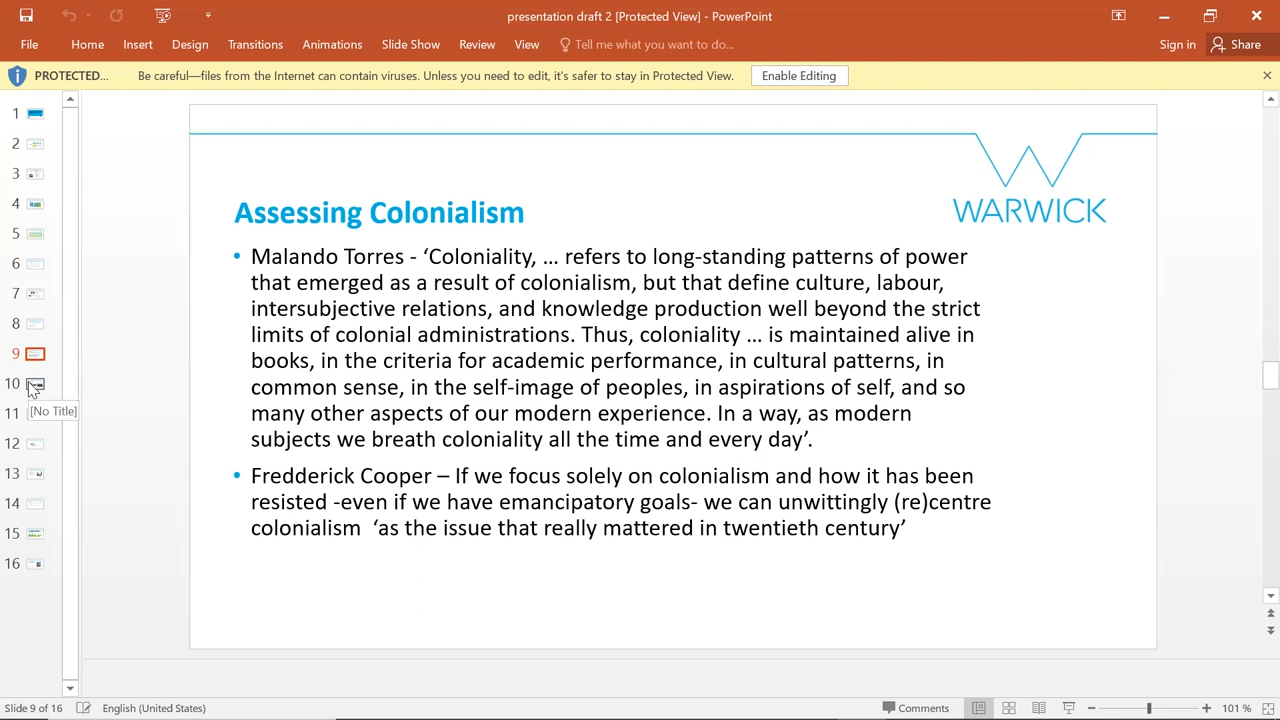 presentation draft 2 [Protected View] - PowerPoint
File Home Insert Design Transitions Animations Slide Show Review View Tell me what you want to do... Sign in Share
PROTECTED... Be careful—files from the Internet can contain viruses. Unless you need to edit, it's safer to stay in Protected View. Enable Editing
1
2
3
4
5
6
7
8
9
10
[No Title]
11
12
13
14
15
16
WARWICK
Assessing Colonialism
• Malando Torres - ‘Coloniality, … refers to long-standing patterns of power
that emerged as a result of colonialism, but that define culture, labour,
intersubjective relations, and knowledge production well beyond the strict
limits of colonial administrations. Thus, coloniality … is maintained alive in
books, in the criteria for academic performance, in cultural patterns, in
common sense, in the self-image of peoples, in aspirations of self, and so
many other aspects of our modern experience. In a way, as modern
subjects we breath coloniality all the time and every day’.
• Fredderick Cooper – If we focus solely on colonialism and how it has been
resisted -even if we have emancipatory goals- we can unwittingly (re)centre
colonialism ‘as the issue that really mattered in twentieth century’
Slide 9 of 16 English (United States) Comments 101 %